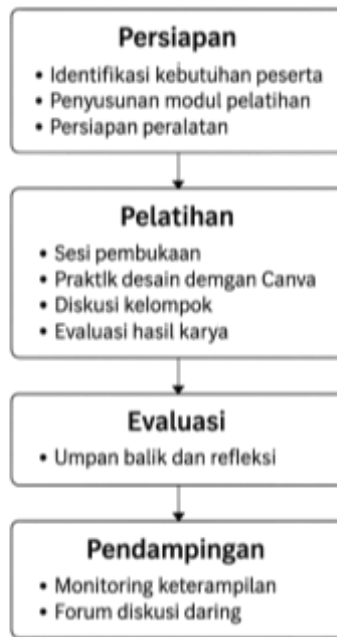 Persiapan
• Identifikasi kebutuhan peserta
• Penyusunan modul pelatihan
• Persiapan peralatan
Pelatihan
• Sesi pembukaan
• Praktik desain demgan Canva
• Diskusi kelompok
• Evaluasi hasil karya
Evaluasi
• Umpan balik dan refleksi
Pendampingan
• Monitoring keterampilan
• Forum diskusi daring